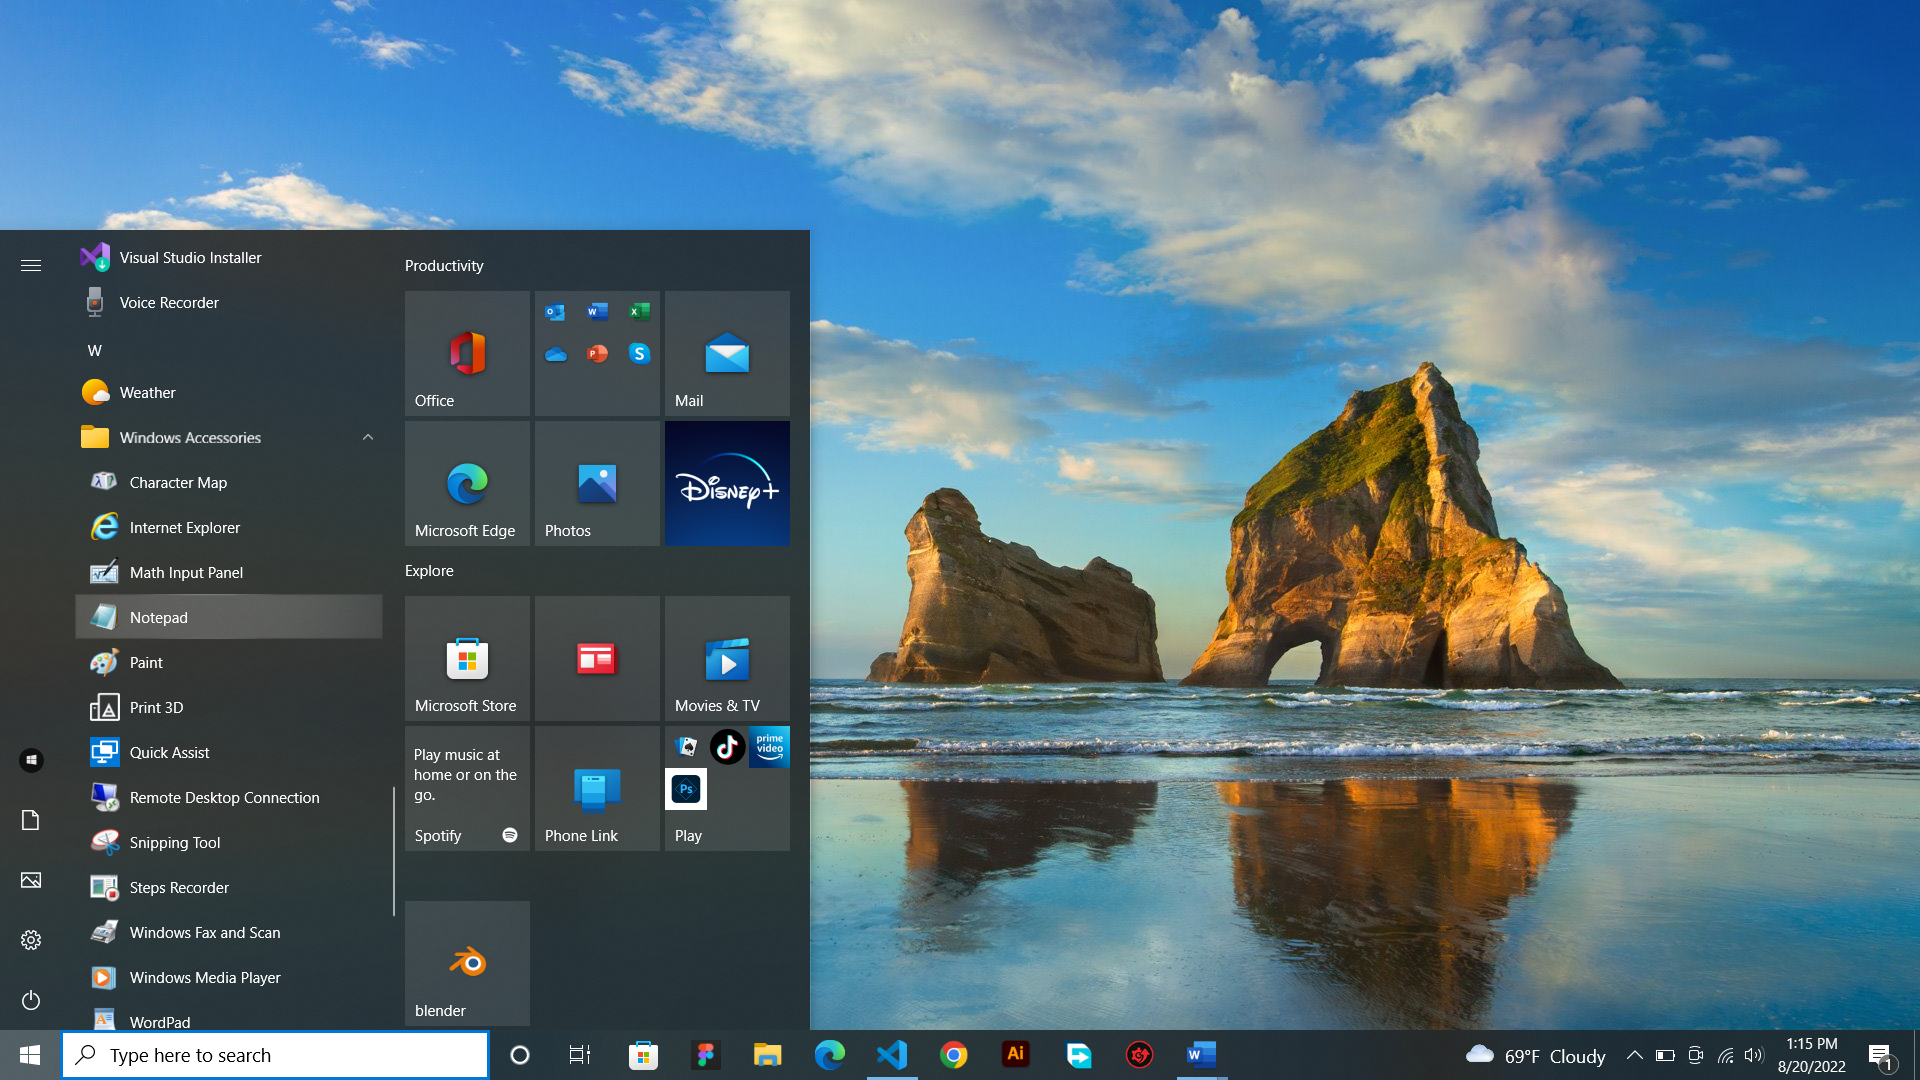 Visual Studio Installer
Voice Recorder
W
Weather
Windows Accessories
Character Map
Internet Explorer
Math Input Panel
Notepad
Paint
Print 3D
Quick Assist
Remote Desktop Connection
Snipping Tool
Steps Recorder
Windows Fax and Scan
Windows Media Player
WordPad
Productivity
Office
Mail
Microsoft Edge
Photos
Disney+
Explore
Microsoft Store
Movies & TV
Play music at
home or on the
go.
Spotify
Phone Link
prime
video
Ps
Play
blender
Type here to search
Ai
W
69°F Cloudy
1:15 PM
8/20/2022
1